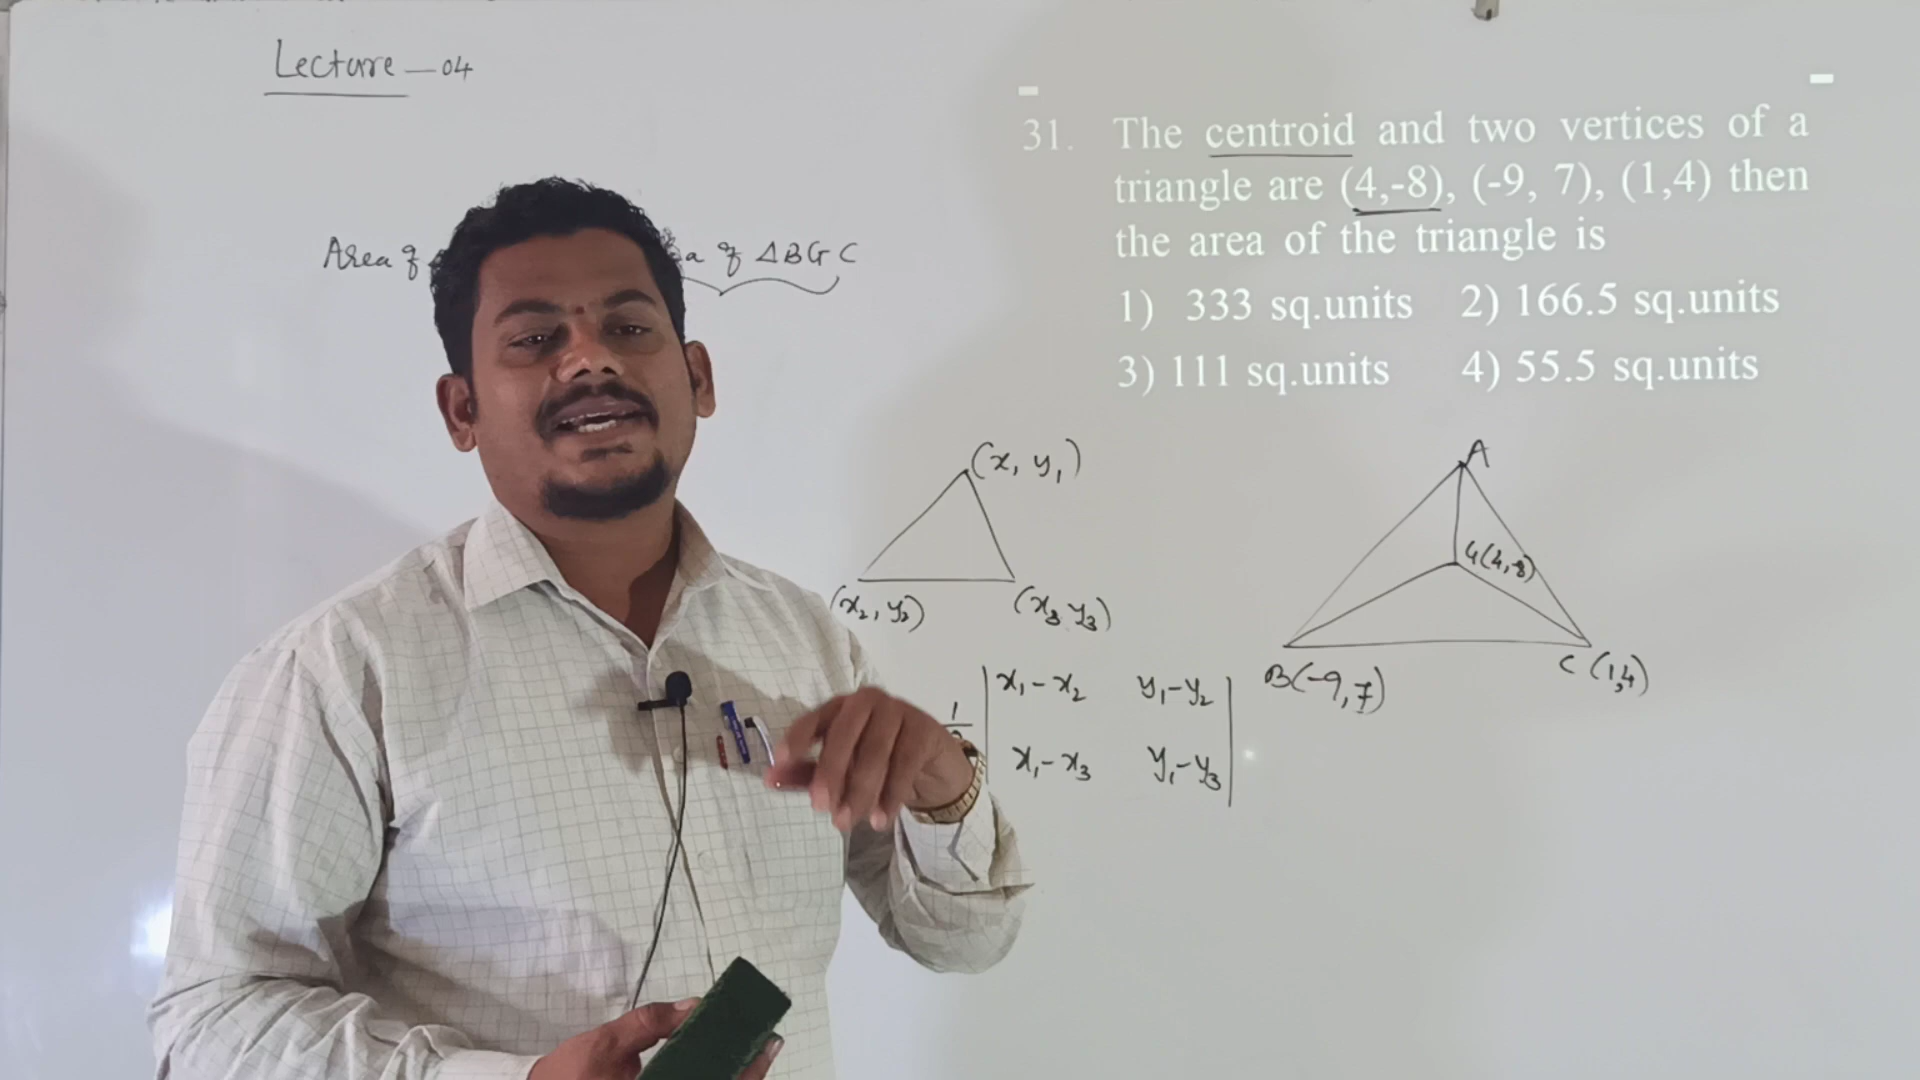 Lecture — 04
Area of
a of ΔBGC
31. The centroid and two vertices of a
triangle are (4,-8), (-9, 7), (1,4) then
the area of the triangle is
1) 333 sq.units 2) 166.5 sq.units
3) 111 sq.units 4) 55.5 sq.units
(x, y₁)
(x₂, y₂)
(x₃ y₃)
A
G(4,-8)
B(-9, 7)
C (1,4)
x₁-x₂ y₁-y₂
1
x₁-x₃ y₁-y₃